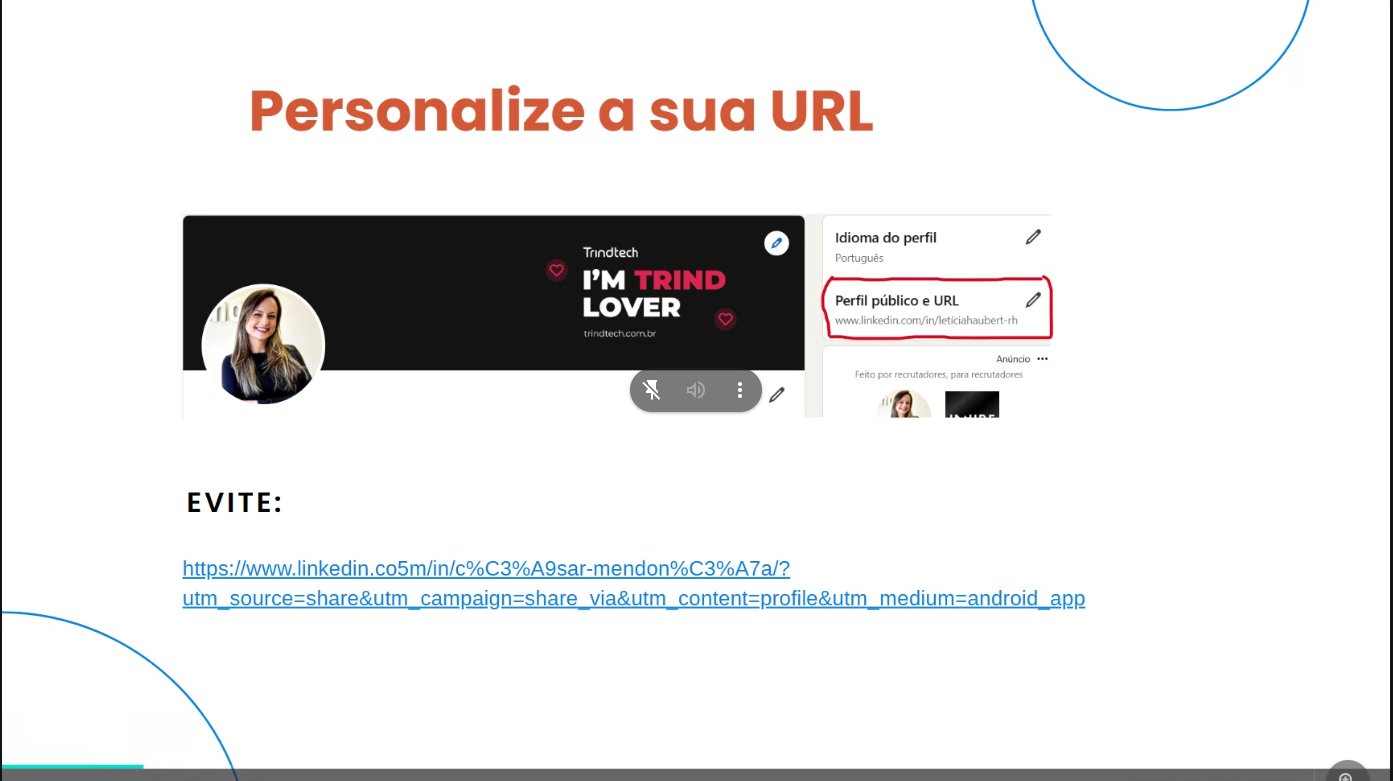 Personalize a sua URL
Trindtech
I'M TRIND
LOVER
trindtech.com.br
Idioma do perfil
Português
Perfil público e URL
www.linkedin.com/in/letíciahaubert-rh
Anúncio
Feito por recrutadores, para recrutadores
EVITE:
https://www.linkedin.co5m/in/c%C3%A9sar-mendon%C3%A7a/?
utm_source=share&utm_campaign=share_via&utm_content=profile&utm_medium=android_app